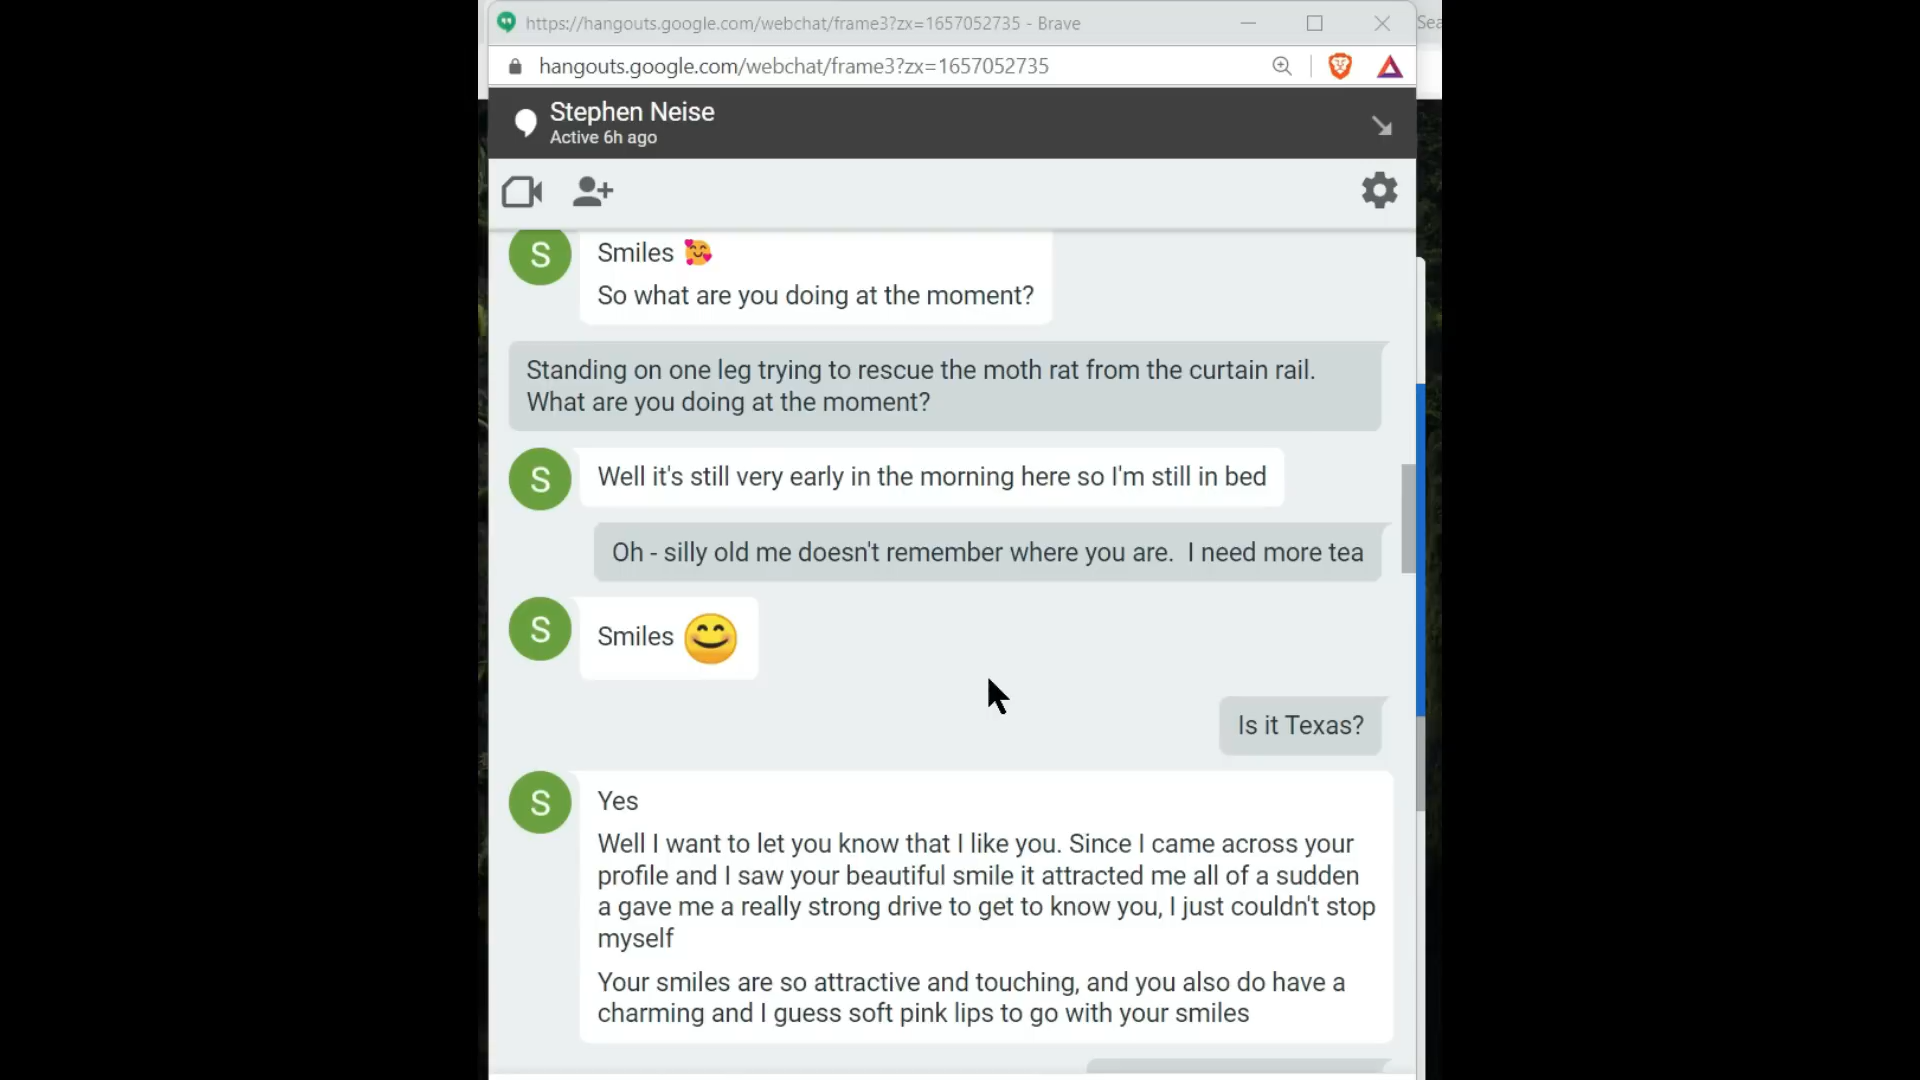 https://hangouts.google.com/webchat/frame3?zx=1657052735 - Brave
Sea
hangouts.google.com/webchat/frame3?zx=1657052735
Stephen Neise
Active 6h ago
S
Smiles 🥰
So what are you doing at the moment?
Standing on one leg trying to rescue the moth rat from the curtain rail.
What are you doing at the moment?
S
Well it's still very early in the morning here so I'm still in bed
Oh - silly old me doesn't remember where you are.  I need more tea
S
Smiles 😊
Is it Texas?
S
Yes
Well I want to let you know that I like you. Since I came across your
profile and I saw your beautiful smile it attracted me all of a sudden
a gave me a really strong drive to get to know you, I just couldn't stop
myself
Your smiles are so attractive and touching, and you also do have a
charming and I guess soft pink lips to go with your smiles